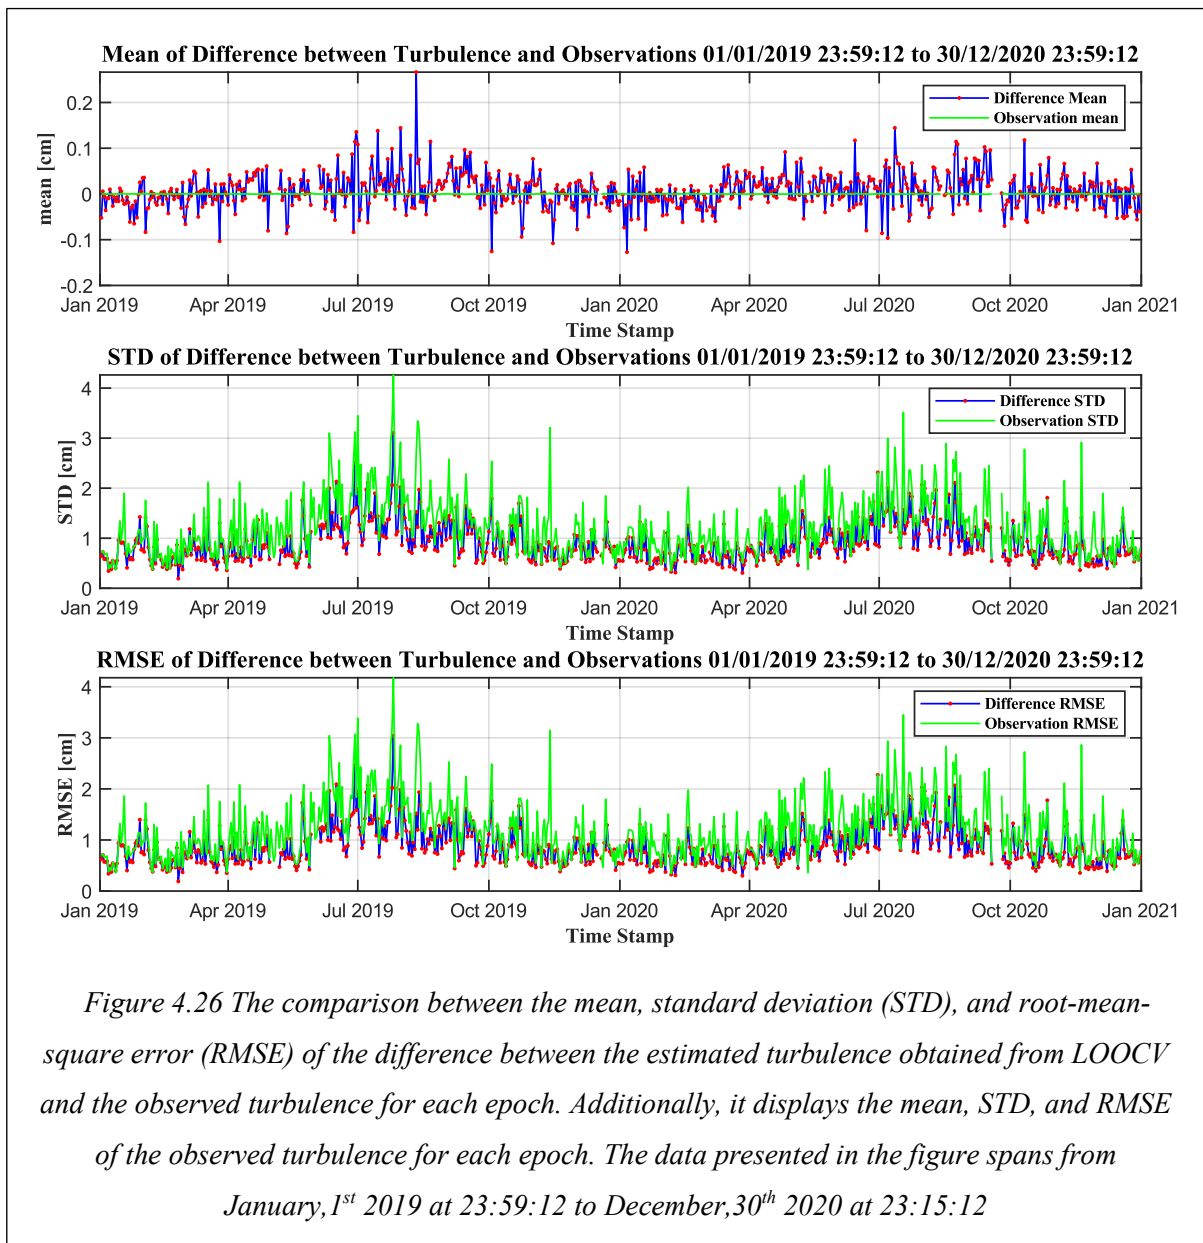 Mean of Difference between Turbulence and Observations 01/01/2019 23:59:12 to 30/12/2020 23:59:12
mean [cm]
0.2
0.1
0
-0.1
-0.2
Difference Mean
Observation mean
Jan 2019 Apr 2019 Jul 2019 Oct 2019 Jan 2020 Apr 2020 Jul 2020 Oct 2020 Jan 2021
Time Stamp
STD of Difference between Turbulence and Observations 01/01/2019 23:59:12 to 30/12/2020 23:59:12
STD [cm]
4
3
2
1
0
Difference STD
Observation STD
Jan 2019 Apr 2019 Jul 2019 Oct 2019 Jan 2020 Apr 2020 Jul 2020 Oct 2020 Jan 2021
Time Stamp
RMSE of Difference between Turbulence and Observations 01/01/2019 23:59:12 to 30/12/2020 23:59:12
RMSE [cm]
4
3
2
1
0
Difference RMSE
Observation RMSE
Jan 2019 Apr 2019 Jul 2019 Oct 2019 Jan 2020 Apr 2020 Jul 2020 Oct 2020 Jan 2021
Time Stamp
Figure 4.26 The comparison between the mean, standard deviation (STD), and root-mean-
square error (RMSE) of the difference between the estimated turbulence obtained from LOOCV
and the observed turbulence for each epoch. Additionally, it displays the mean, STD, and RMSE
of the observed turbulence for each epoch. The data presented in the figure spans from
January,1st 2019 at 23:59:12 to December,30th 2020 at 23:15:12